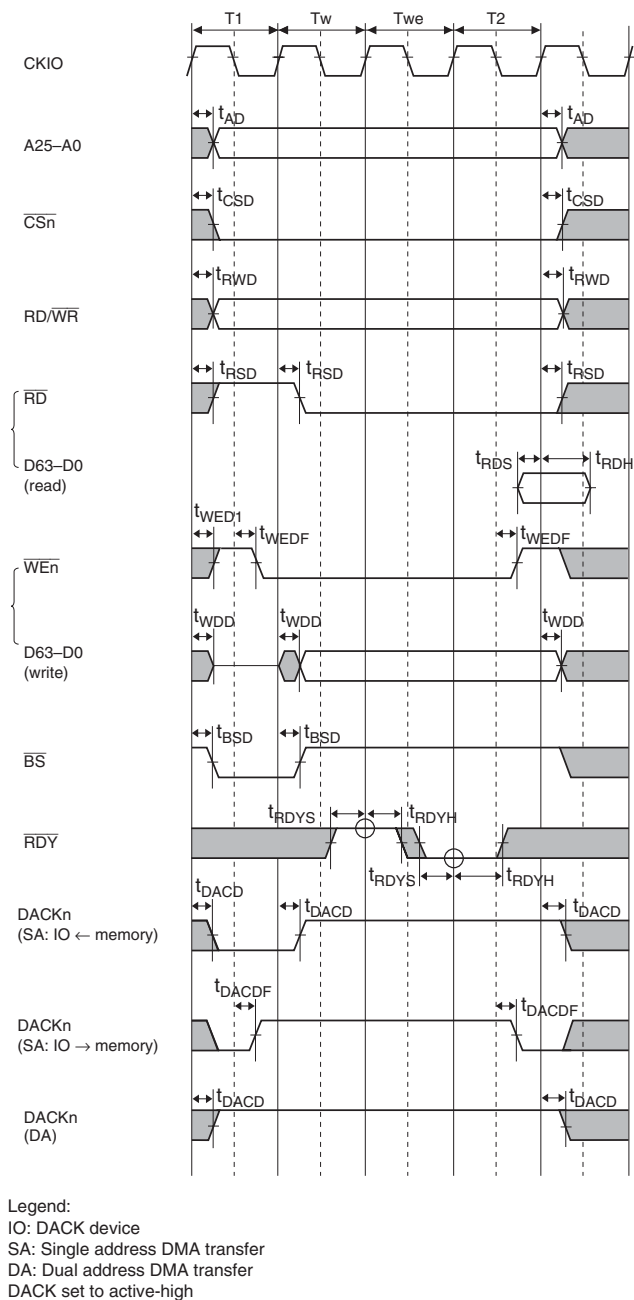 T1 Tw Twe T2
CKIO
tAD tAD
A25–A0
tCSD tCSD
CSn
tRWD tRWD
RD/WR
tRSD tRSD tRSD
RD
tRDS tRDH
D63–D0
(read)
tWED1 tWEDF tWEDF
WEn
tWDD tWDD tWDD
D63–D0
(write)
tBSD tBSD
BS
tRDYS tRDYH
RDY
tRDYS tRDYH
tDACD tDACD tDACD
DACKn
(SA: IO ← memory)
tDACDF tDACDF
DACKn
(SA: IO → memory)
tDACD tDACD
DACKn
(DA)
Legend:
IO: DACK device
SA: Single address DMA transfer
DA: Dual address DMA transfer
DACK set to active-high